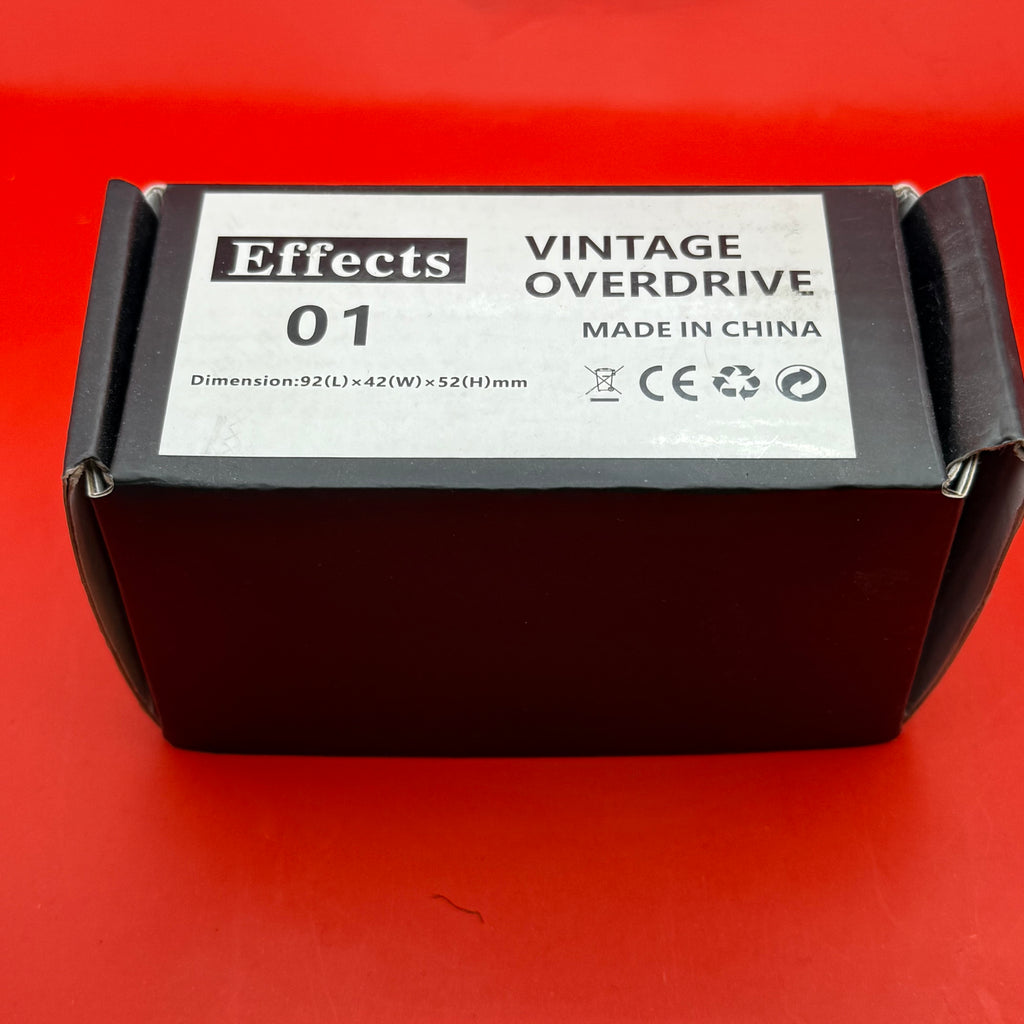 Effects
01
Dimension:92(L)×42(W)×52(H)mm
VINTAGE
OVERDRIVE
MADE IN CHINA
CE